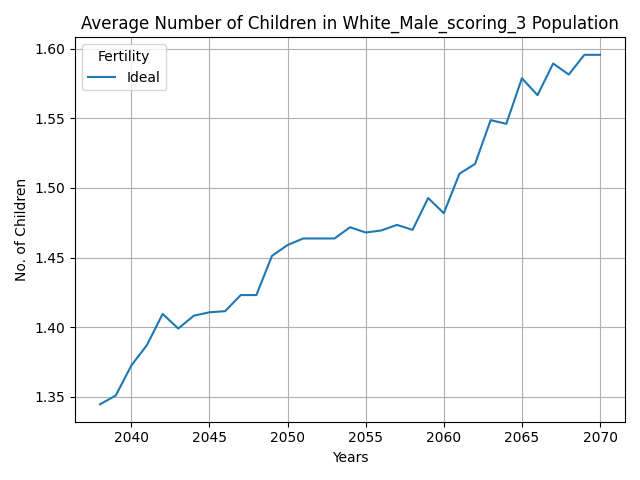 Average Number of Children in White_Male_scoring_3 Population
Fertility
Ideal
1.60
1.55
1.50
1.45
1.40
1.35
No. of Children
2040 2045 2050 2055 2060 2065 2070
Years